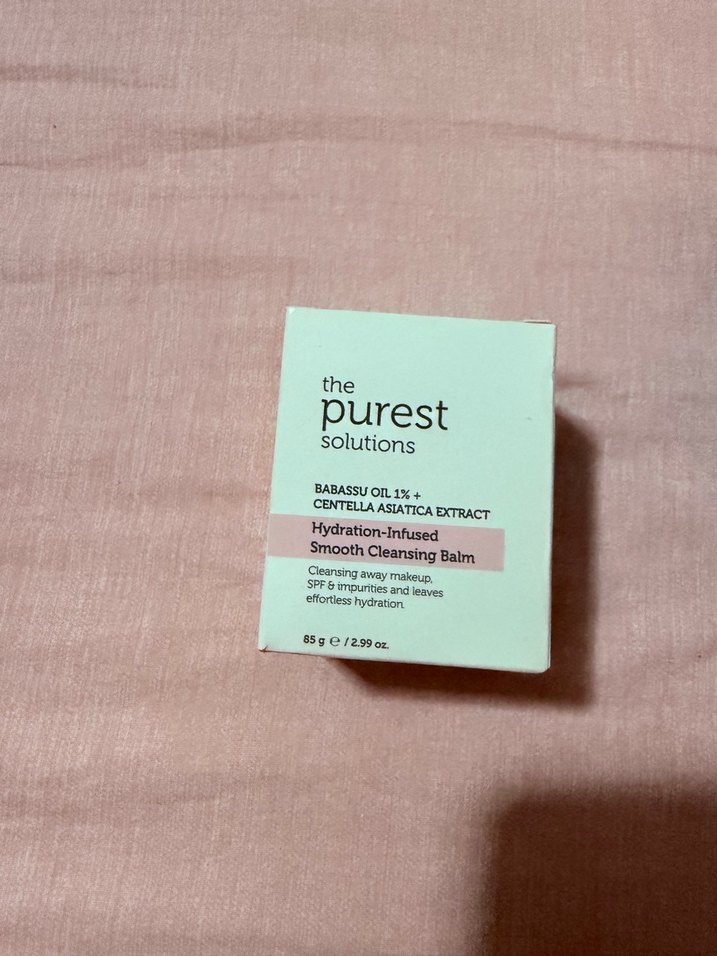 the
purest
solutions
BABASSU OIL 1% +
CENTELLA ASIATICA EXTRACT
Hydration-Infused
Smooth Cleansing Balm
Cleansing away makeup,
SPF & impurities and leaves
effortless hydration.
85 g ℮ / 2.99 oz.